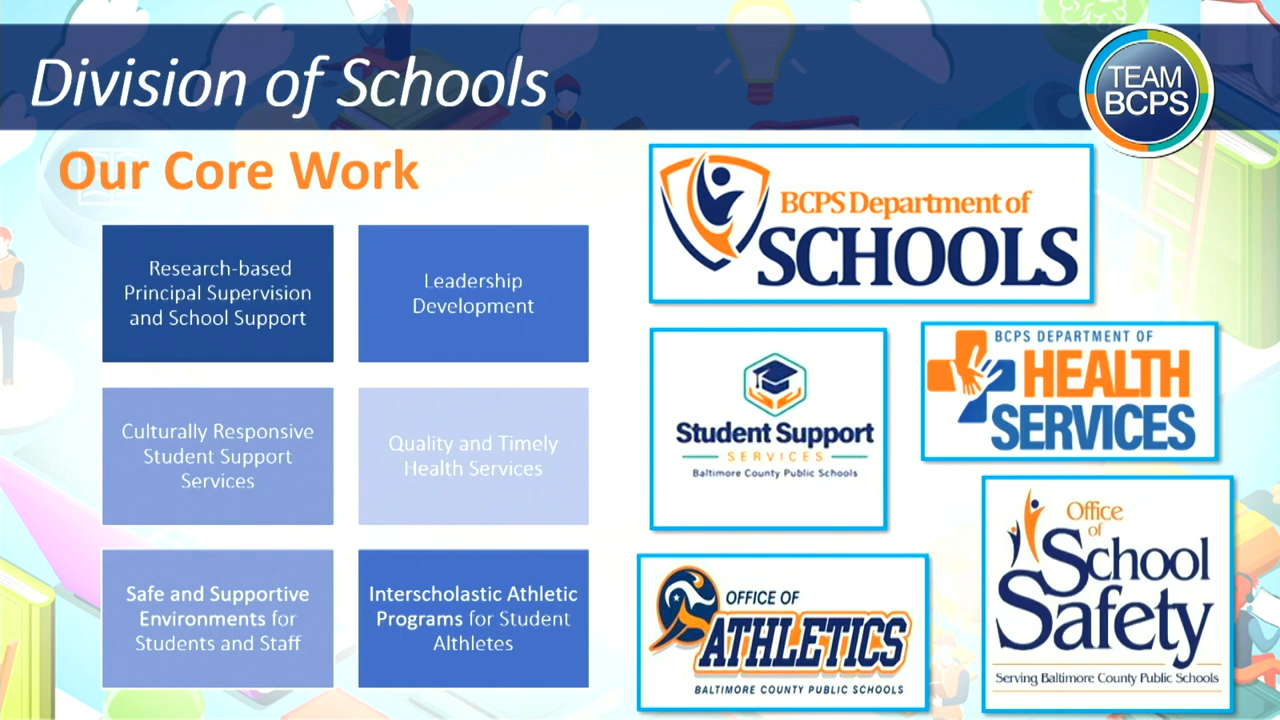 Division of Schools
TEAM
BCPS
Our Core Work
Research-based
Principal Supervision
and School Support
Leadership
Development
Culturally Responsive
Student Support
Services
Quality and Timely
Health Services
Safe and Supportive
Environments for
Students and Staff
Interscholastic Athletic
Programs for Student
Althletes
BCPS Department of
SCHOOLS
Student Support
SERVICES
Baltimore County Public Schools
BCPS DEPARTMENT OF
HEALTH
SERVICES
OFFICE OF
ATHLETICS
BALTIMORE COUNTY PUBLIC SCHOOLS
Office
of
School
Safety
Serving Baltimore County Public Schools